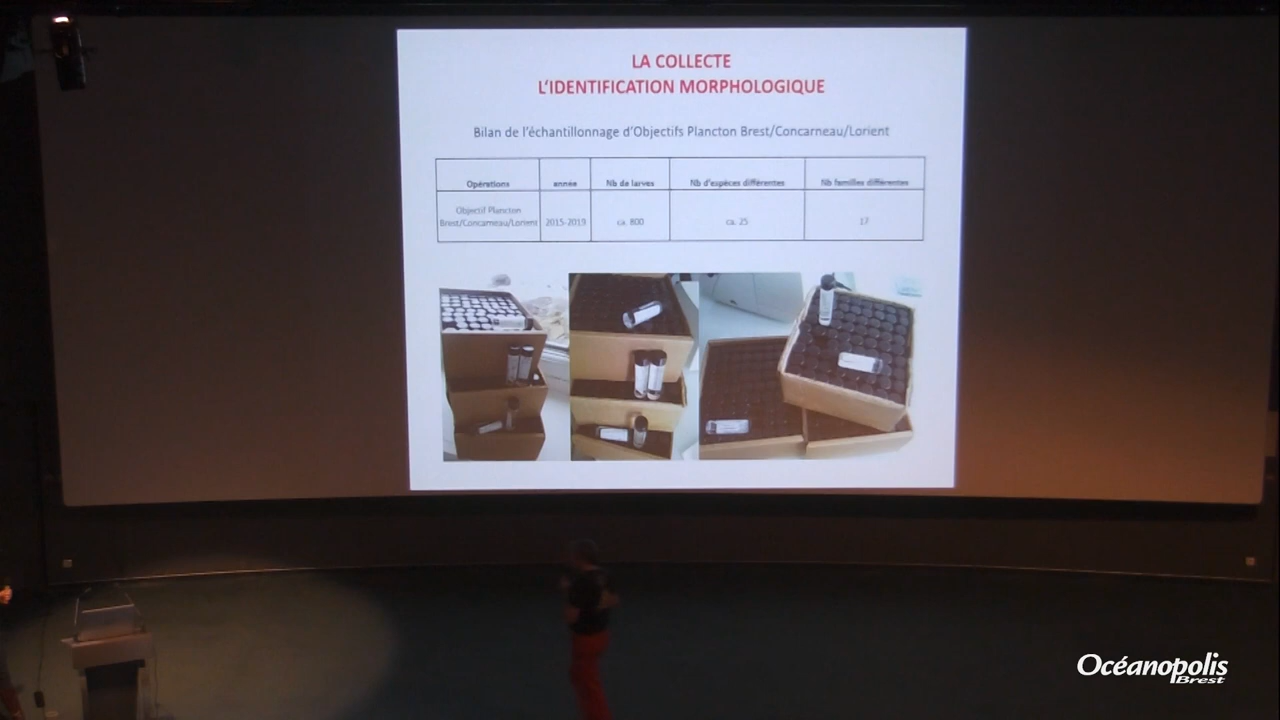 LA COLLECTE
L'IDENTIFICATION MORPHOLOGIQUE
Bilan de l'échantillonnage d'Objectifs Plancton Brest/Concarneau/Lorient
Opérations année Nb de larves Nb d'espèces différentes Nb familles différentes
Objectif Plancton
Brest/Concarneau/Lorient 2015-2019 ca. 800 ca. 25 17
Océanopolis
Brest